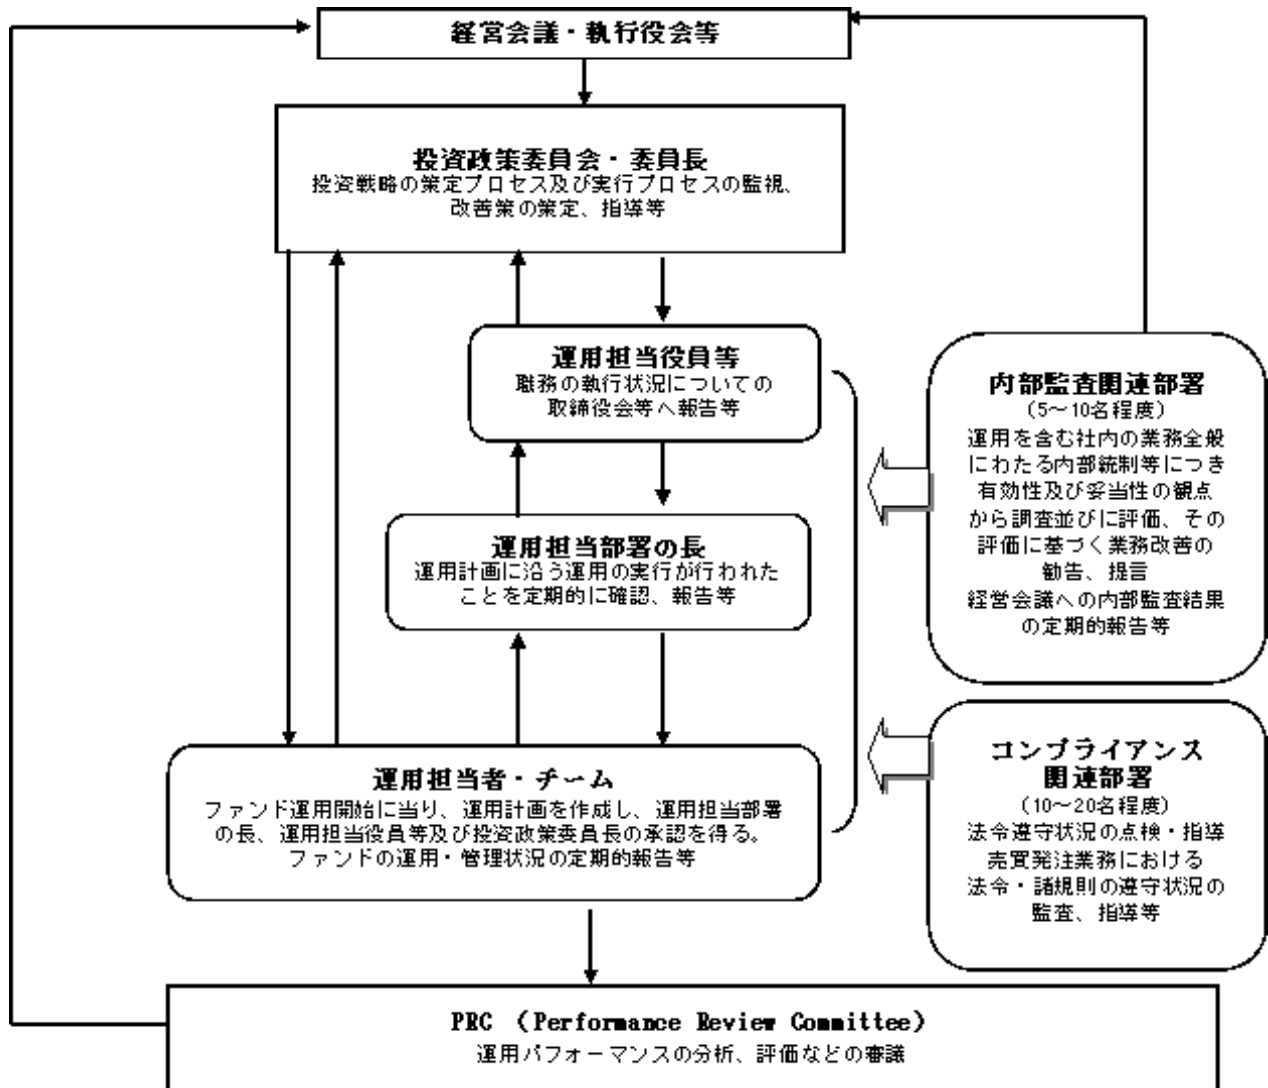 経営会議・執行役会等
投資政策委員会・委員長
投資戦略の策定プロセス及び実行プロセスの監視、
改善策の策定、指導等
運用担当役員等
職務の執行状況についての
取締役会等へ報告等
運用担当部署の長
運用計画に沿う運用の実行が行われた
ことを定期的に確認、報告等
運用担当者・チーム
ファンド運用開始に当り、運用計画を作成し、運用担当部署
の長、運用担当役員等及び投資政策委員長の承認を得る。
ファンドの運用・管理状況の定期的報告等
内部監査関連部署
(5～10名程度)
運用を含む社内の業務全般
にわたる内部統制等につき
有効性及び妥当性の観点
から調査並びに評価、その
評価に基づく業務改善の
勧告、提言
経営会議への内部監査結果
の定期的報告等
コンプライアンス
関連部署
(10～20名程度)
法令遵守状況の点検・指導
売買発注業務における
法令・諸規則の遵守状況の
監査、指導等
PRC (Performance Review Committee)
運用パフォーマンスの分析、評価などの審議